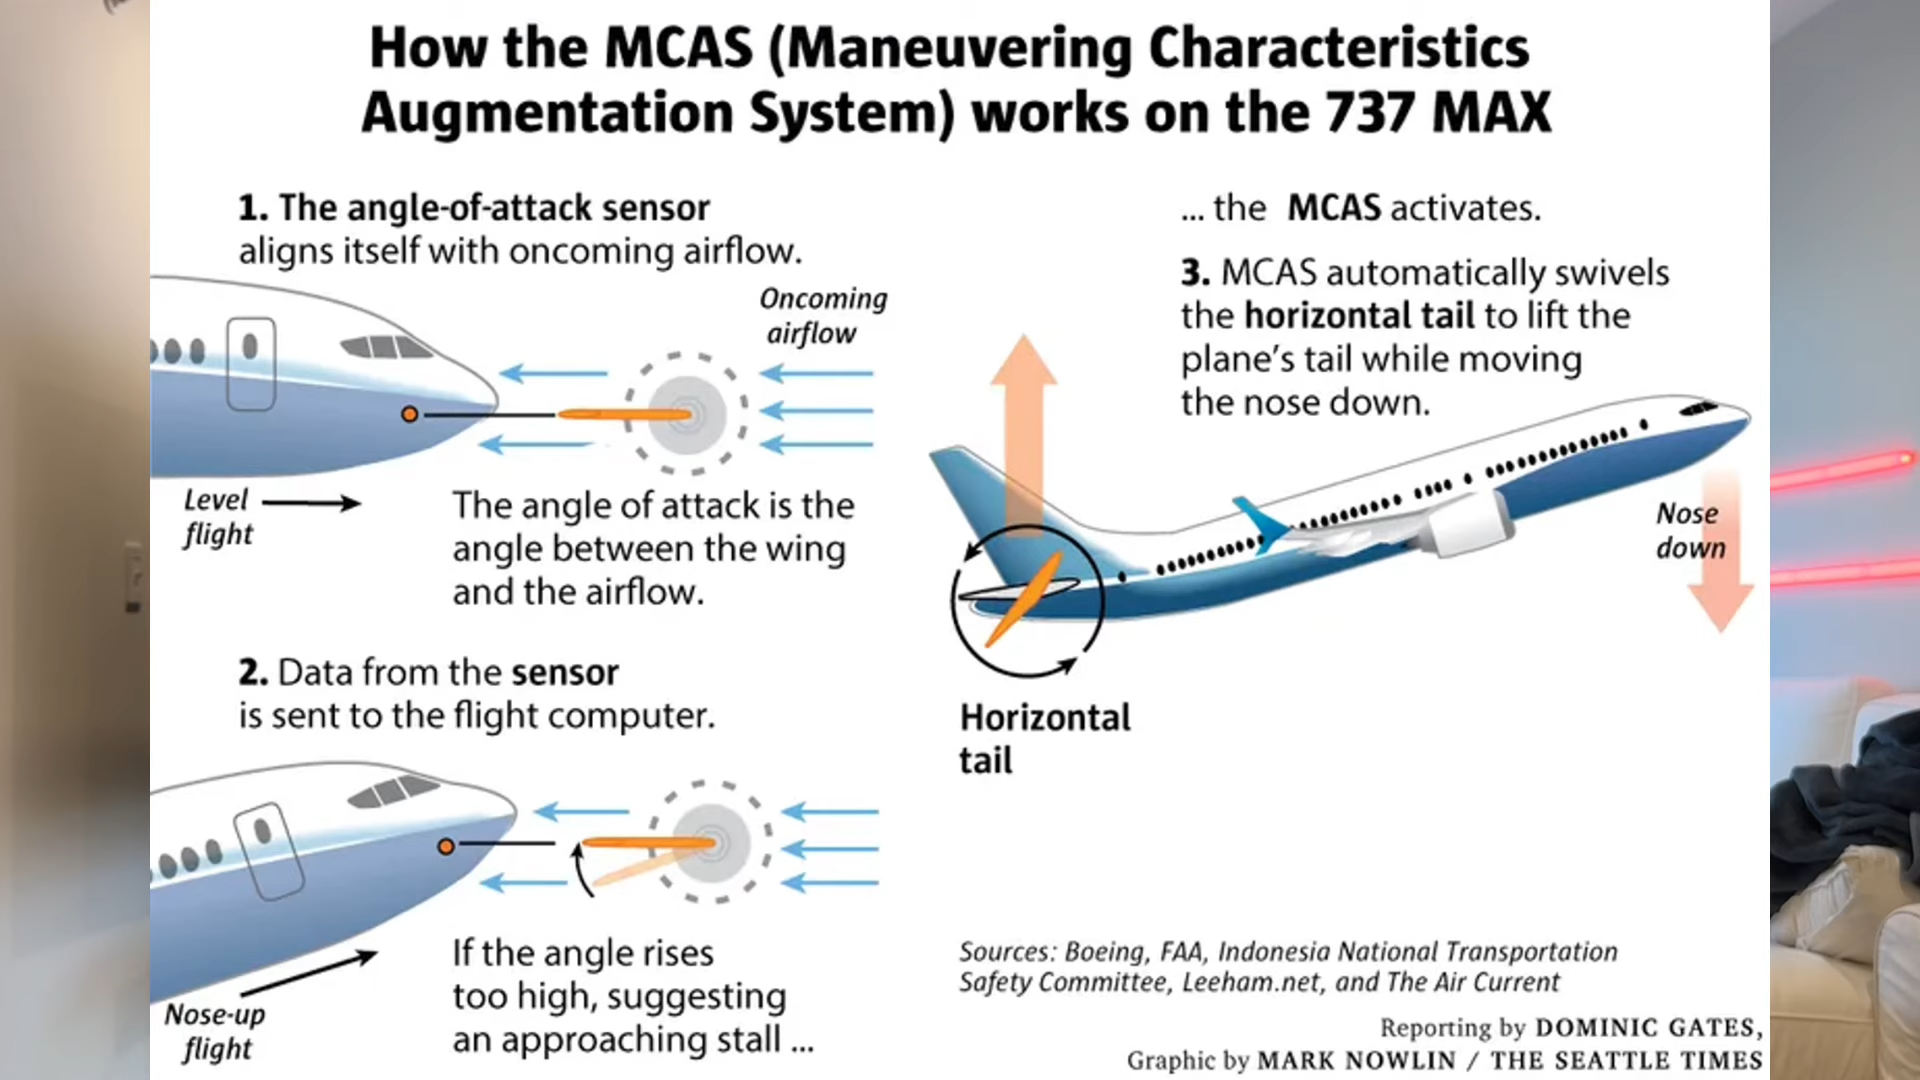 How the MCAS (Maneuvering Characteristics
Augmentation System) works on the 737 MAX
1. The angle-of-attack sensor
aligns itself with oncoming airflow.
Oncoming
airflow
Level
flight
The angle of attack is the
angle between the wing
and the airflow.
2. Data from the sensor
is sent to the flight computer.
Nose-up
flight
If the angle rises
too high, suggesting
an approaching stall ...
... the MCAS activates.
3. MCAS automatically swivels
the horizontal tail to lift the
plane's tail while moving
the nose down.
Nose
down
Horizontal
tail
Sources: Boeing, FAA, Indonesia National Transportation
Safety Committee, Leeham.net, and The Air Current
Reporting by DOMINIC GATES,
Graphic by MARK NOWLIN / THE SEATTLE TIMES